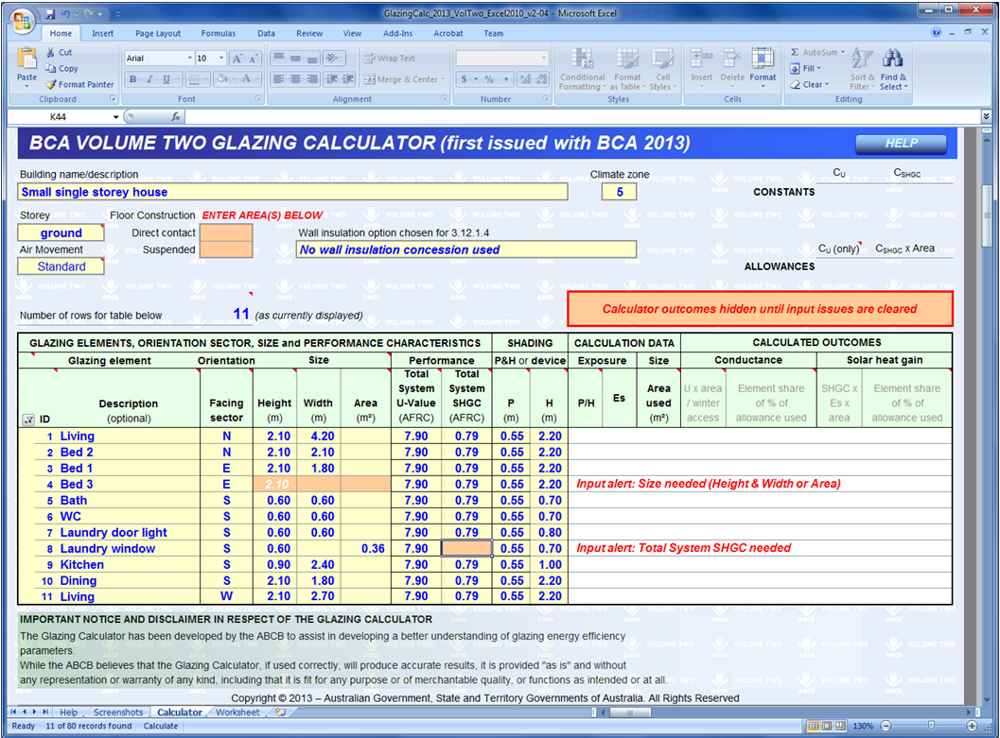 GlazingCalc_2013_VolTwo_Excel2010_v2-04 - Microsoft Excel
Home Insert Page Layout Formulas Data Review View Add-Ins Acrobat Team
Paste Cut Copy Format Painter
Arial 10 A A B I U
Wrap Text
Merge & Center
$ % ,
Conditional Formatting Format as Table Cell Styles
Insert Delete Format
Σ AutoSum Fill Clear
Sort & Filter Find & Select
Clipboard Font Alignment Number Styles Cells Editing
K44 fx
BCA VOLUME TWO GLAZING CALCULATOR (first issued with BCA 2013) HELP
Building name/description Climate zone CU CSHGC
Small single storey house 5 CONSTANTS
Storey Floor Construction ENTER AREA(S) BELOW
ground Direct contact Wall insulation option chosen for 3.12.1.4
Air Movement Suspended No wall insulation concession used CU (only) CSHGC x Area
Standard ALLOWANCES
Number of rows for table below 11 (as currently displayed)
Calculator outcomes hidden until input issues are cleared
GLAZING ELEMENTS, ORIENTATION SECTOR, SIZE and PERFORMANCE CHARACTERISTICS SHADING CALCULATION DATA CALCULATED OUTCOMES
Glazing element Orientation Size Performance P&H or device Exposure Size Conductance Solar heat gain
ID Description (optional) Facing sector Height (m) Width (m) Area (m²) Total System U-Value (AFRC) Total System SHGC (AFRC) P (m) H (m) P/H Es Area used (m²) U x area / winter access Element share of % of allowance used SHGC x Es x area Element share of % of allowance used
1 Living N 2.10 4.20 7.90 0.79 0.55 2.20
2 Bed 2 N 2.10 2.10 7.90 0.79 0.55 2.20
3 Bed 1 E 2.10 1.80 7.90 0.79 0.55 2.20
4 Bed 3 E 2.10 7.90 0.79 0.55 2.20 Input alert: Size needed (Height & Width or Area)
5 Bath S 0.60 0.60 7.90 0.79 0.55 0.70
6 WC S 0.60 0.60 7.90 0.79 0.55 0.70
7 Laundry door light S 0.60 0.60 7.90 0.79 0.55 0.80
8 Laundry window S 0.60 0.36 7.90 0.55 0.70 Input alert: Total System SHGC needed
9 Kitchen S 0.90 2.40 7.90 0.79 0.55 1.00
10 Dining S 2.10 1.80 7.90 0.79 0.55 2.20
11 Living W 2.10 2.70 7.90 0.79 0.55 2.20
IMPORTANT NOTICE AND DISCLAIMER IN RESPECT OF THE GLAZING CALCULATOR
The Glazing Calculator has been developed by the ABCB to assist in developing a better understanding of glazing energy efficiency
parameters.
While the ABCB believes that the Glazing Calculator, if used correctly, will produce accurate results, it is provided "as is" and without
any representation or warranty of any kind, including that it is fit for any purpose or of merchantable quality, or functions as intended or at all.
Copyright © 2013 – Australian Government, State and Territory Governments of Australia. All Rights Reserved
Help Screenshots Calculator Worksheet
Ready 11 of 80 records found Calculate 130%